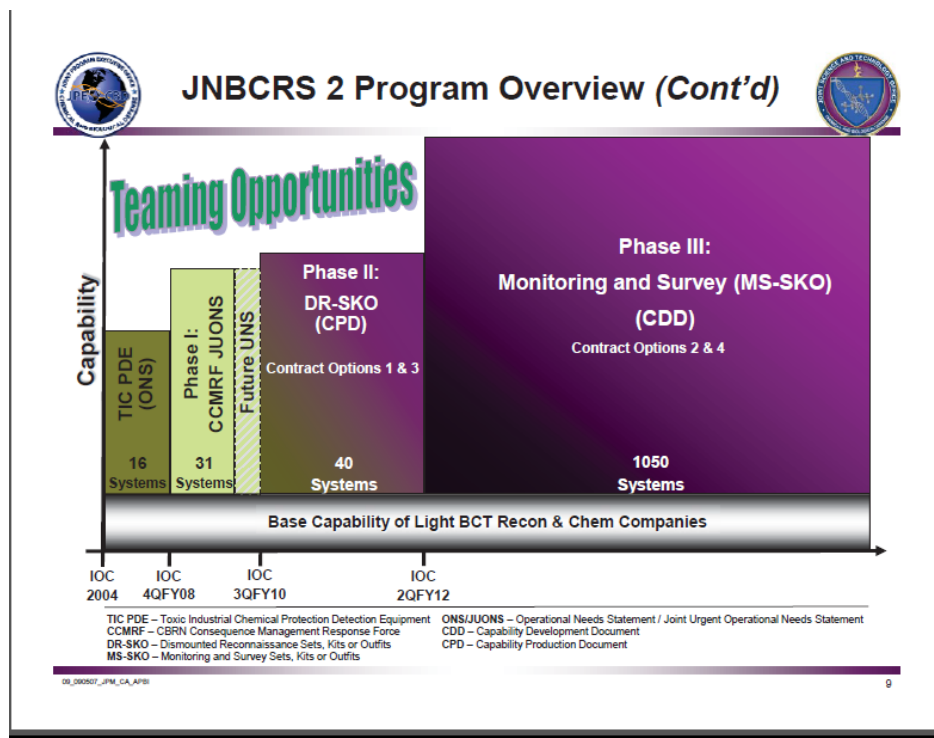 JNBCRS 2 Program Overview (Cont'd)
Teaming Opportunities
Capability
TIC PDE
(ONS)
16
Systems
Phase I:
CCMRF JUONS
31
Systems
Future UNS
Phase II:
DR-SKO
(CPD)
Contract Options 1 & 3
40
Systems
Phase III:
Monitoring and Survey (MS-SKO)
(CDD)
Contract Options 2 & 4
1050
Systems
Base Capability of Light BCT Recon & Chem Companies
IOC
2004
IOC
4QFY08
IOC
3QFY10
IOC
2QFY12
TIC PDE – Toxic Industrial Chemical Protection Detection Equipment
CCMRF – CBRN Consequence Management Response Force
DR-SKO – Dismounted Reconnaissance Sets, Kits or Outfits
MS-SKO – Monitoring and Survey Sets, Kits or Outfits
ONS/JUONS – Operational Needs Statement / Joint Urgent Operational Needs Statement
CDD – Capability Development Document
CPD – Capability Production Document
09_090507_JPM_CA_APBI
9